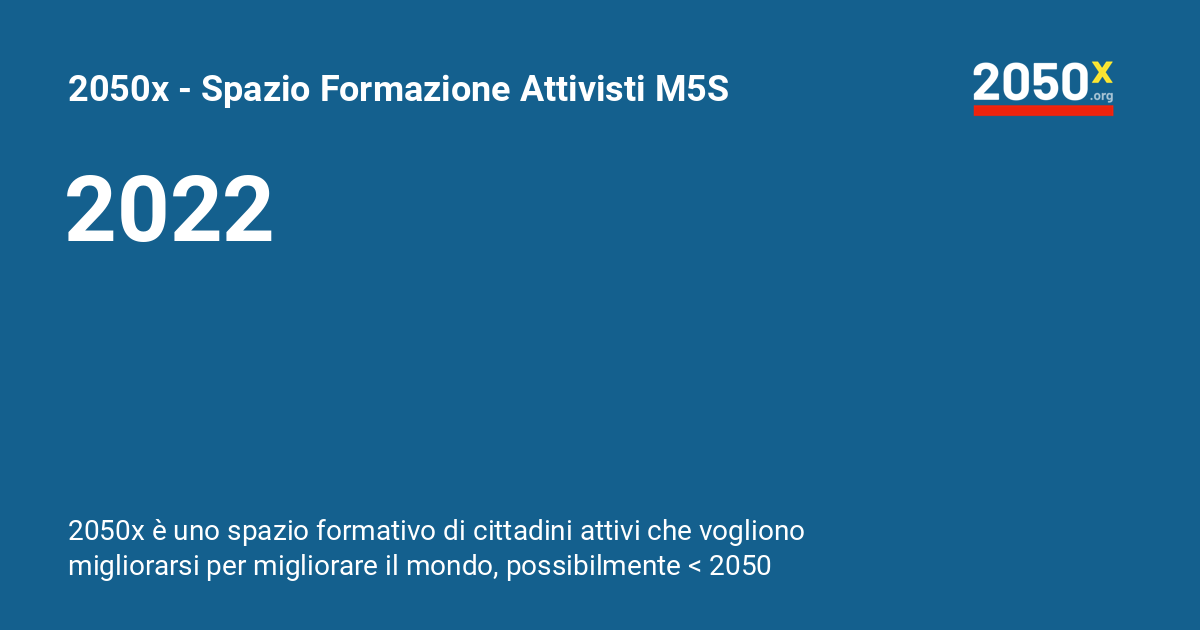 2050x - Spazio Formazione Attivisti M5S
2050x
.org
2022
2050x è uno spazio formativo di cittadini attivi che vogliono
migliorarsi per migliorare il mondo, possibilmente < 2050